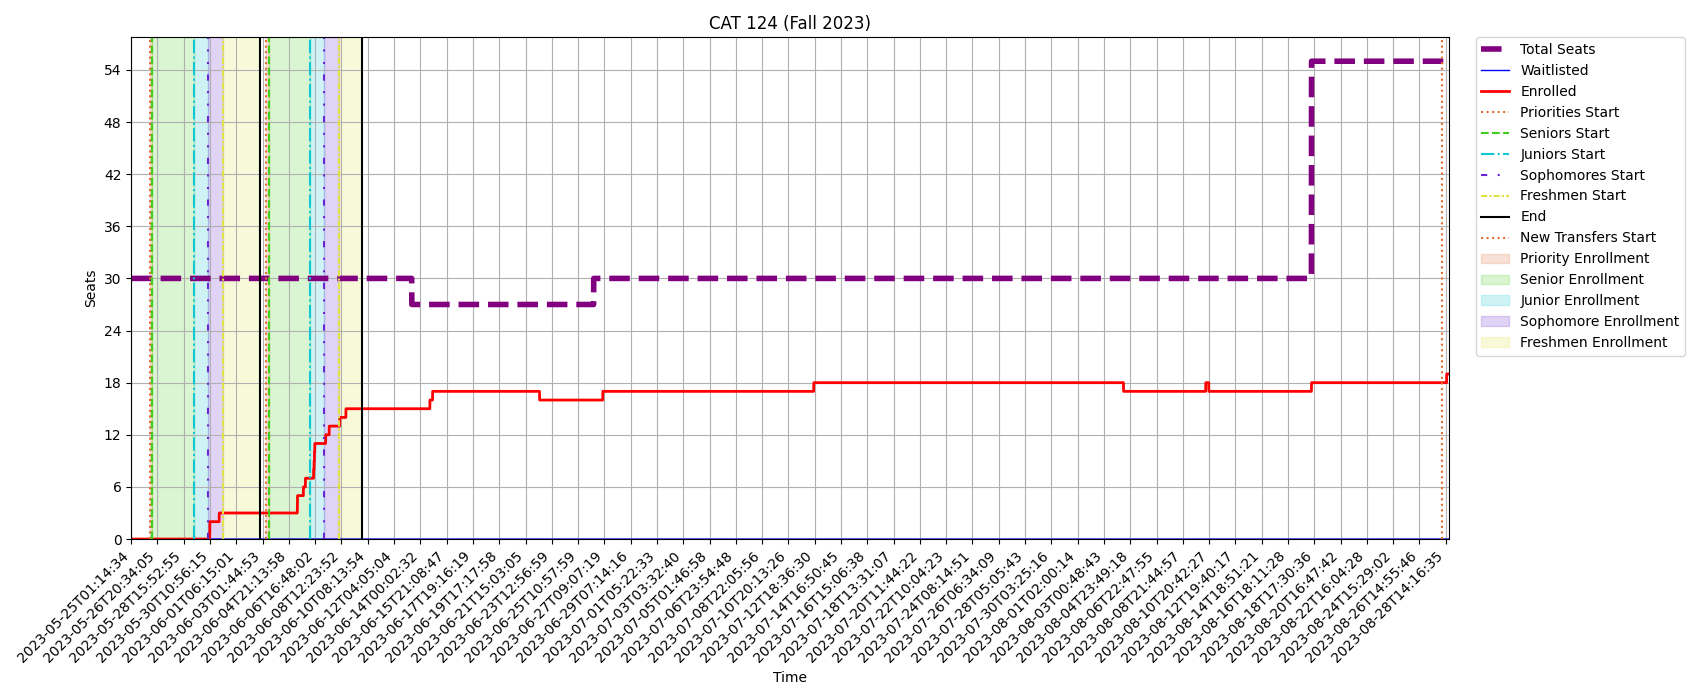 CAT 124 (Fall 2023)
54
48
42
36
30
24
18
12
6
0
Seats
2023-05-25T01:14:34
2023-05-26T20:34:05
2023-05-28T15:52:55
2023-05-30T10:56:15
2023-06-01T06:15:01
2023-06-03T01:44:53
2023-06-04T21:13:58
2023-06-06T16:48:02
2023-06-08T12:23:52
2023-06-10T08:13:54
2023-06-12T04:05:04
2023-06-14T00:02:32
2023-06-15T21:08:47
2023-06-17T19:16:19
2023-06-19T17:17:58
2023-06-21T15:03:05
2023-06-23T12:56:59
2023-06-25T10:57:59
2023-06-27T09:07:19
2023-06-29T07:14:16
2023-07-01T05:22:33
2023-07-03T03:32:40
2023-07-05T01:46:58
2023-07-06T23:54:48
2023-07-08T22:05:56
2023-07-10T20:13:26
2023-07-12T18:36:30
2023-07-14T16:50:45
2023-07-16T15:06:38
2023-07-18T13:31:07
2023-07-20T11:44:22
2023-07-22T10:04:23
2023-07-24T08:14:51
2023-07-26T06:34:09
2023-07-28T05:05:43
2023-07-30T03:25:16
2023-08-01T02:00:14
2023-08-03T00:48:43
2023-08-04T23:49:18
2023-08-06T22:47:55
2023-08-08T21:44:57
2023-08-10T20:42:27
2023-08-12T19:40:17
2023-08-14T18:51:21
2023-08-16T18:11:28
2023-08-18T17:30:36
2023-08-20T16:47:42
2023-08-22T16:04:28
2023-08-24T15:29:02
2023-08-26T14:55:46
2023-08-28T14:16:35
Time
Total Seats
Waitlisted
Enrolled
Priorities Start
Seniors Start
Juniors Start
Sophomores Start
Freshmen Start
End
New Transfers Start
Priority Enrollment
Senior Enrollment
Junior Enrollment
Sophomore Enrollment
Freshmen Enrollment